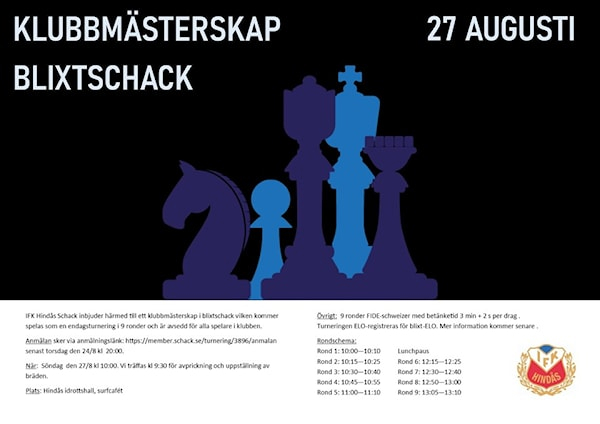 KLUBBMÄSTERSKAP
BLIXTSCHACK
27 AUGUSTI
IFK Hindås Schack inbjuder härmed till ett klubbmästerskap i blixtschack vilken kommer
spelas som en endagsturnering i 9 ronder och är avsedd för alla spelare i klubben.
Anmälan sker via anmälningslänk: https://member.schack.se/turnering/3896/anmalan
senast torsdag den 24/8 kl 20:00.
När: Söndag den 27/8 kl 10:00. Vi träffas kl 9:30 för avprickning och uppställning av
bräden.
Plats: Hindås idrottshall, surfcafét
Övrigt: 9 ronder FIDE-schweizer med betänketid 3 min + 2 s per drag .
Turneringen ELO-registreras för blixt-ELO. Mer information kommer senare .
Rondschema:
Rond 1: 10:00—10:10
Rond 2: 10:15—10:25
Rond 3: 10:30—10:40
Rond 4: 10:45—10:55
Rond 5: 11:00—11:10
Lunchpaus
Rond 6: 12:15—12:25
Rond 7: 12:30—12:40
Rond 8: 12:50—13:00
Rond 9: 13:05—13:10
IFK
HINDÅS